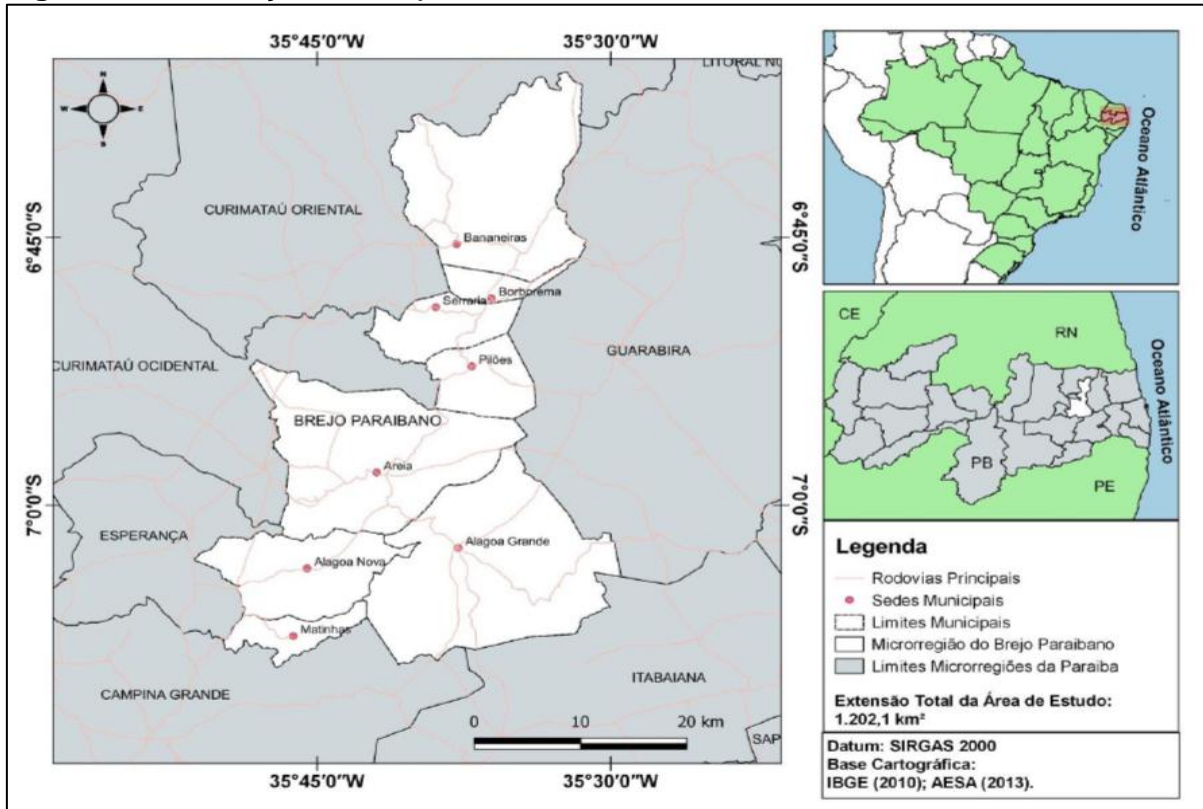 35°45'0"W
35°30'0"W
LITORAL NO
N
W
E
S
CURIMATAÚ ORIENTAL
6°45'0"S
6°45'0"S
Bananeiras
Borborema
Serraria
GUARABIRA
Pilões
CURIMATAÚ OCIDENTAL
BREJO PARAIBANO
Areia
7°0'0"S
7°0'0"S
ESPERANÇA
Alagoa Grande
Alagoa Nova
Matinhas
ITABAIANA
CAMPINA GRANDE
0 10 20 km
SAP
35°45'0"W
35°30'0"W
Oceano Atlântico
CE
RN
Oceano Atlântico
PB
PE
Legenda
Rodovias Principais
Sedes Municipais
Limites Municipais
Microrregião do Brejo Paraibano
Limites Microrregiões da Paraiba
Extensão Total da Área de Estudo:
1.202,1 km²
Datum: SIRGAS 2000
Base Cartográfica:
IBGE (2010); AESA (2013).